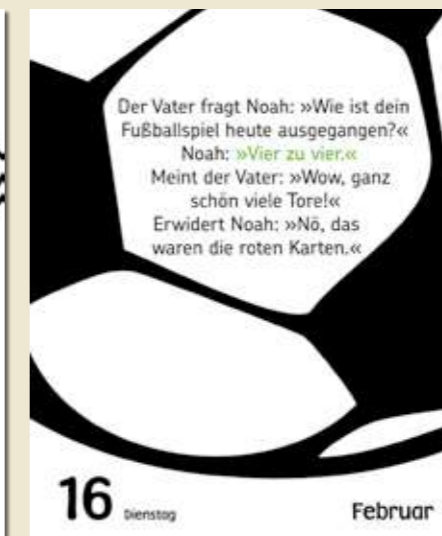 Der Vater fragt Noah: »Wie ist dein
Fußballspiel heute ausgegangen?«
Noah: »Vier zu vier.«
Meint der Vater: »Wow, ganz
schön viele Tore!«
Erwidert Noah: »Nö, das
waren die roten Karten.«
16 Dienstag Februar